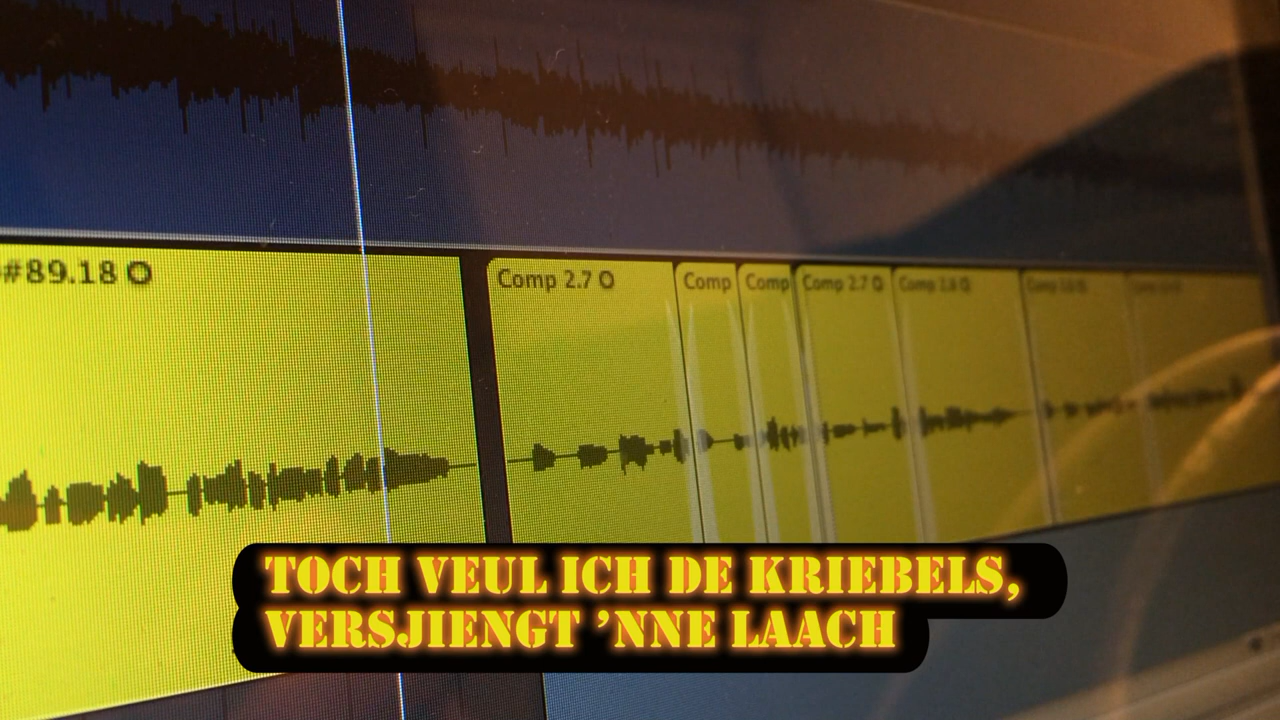 #89.18 O
Comp 2.7 O
Comp
Comp
Comp 2.7 O
TOCH VEUL ICH DE KRIEBELS,
VERSJIENGT ’NNE LAACH